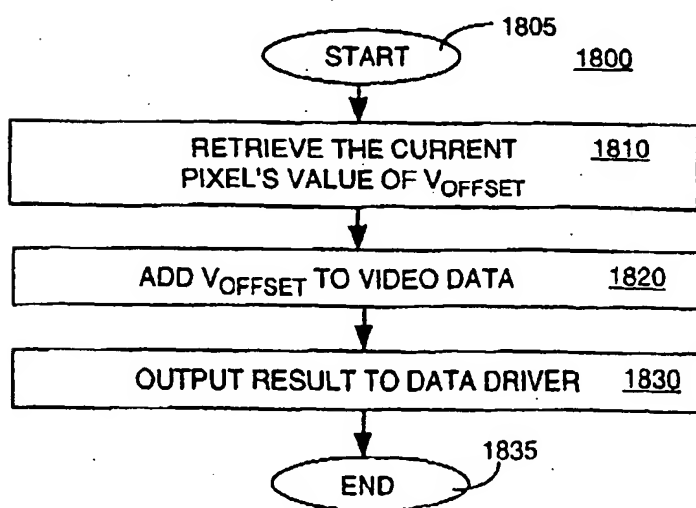 1805
START
1800
RETRIEVE THE CURRENT 1810
PIXEL'S VALUE OF VOFFSET
ADD VOFFSET TO VIDEO DATA 1820
OUTPUT RESULT TO DATA DRIVER 1830
1835
END